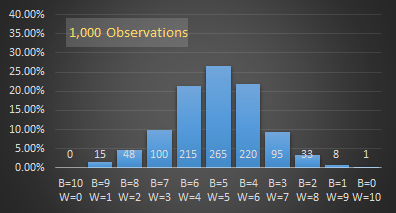 40.00%
1,000 Observations
35.00%
30.00%
25.00%
20.00%
15.00%
10.00%
5.00%
0.00%
0 15 48 100 215 265 220 95 33 8 1
B=10 B=9 B=8 B=7 B=6 B=5 B=4 B=3 B=2 B=1 B=0
W=0 W=1 W=2 W=3 W=4 W=5 W=6 W=7 W=8 W=9 W=10